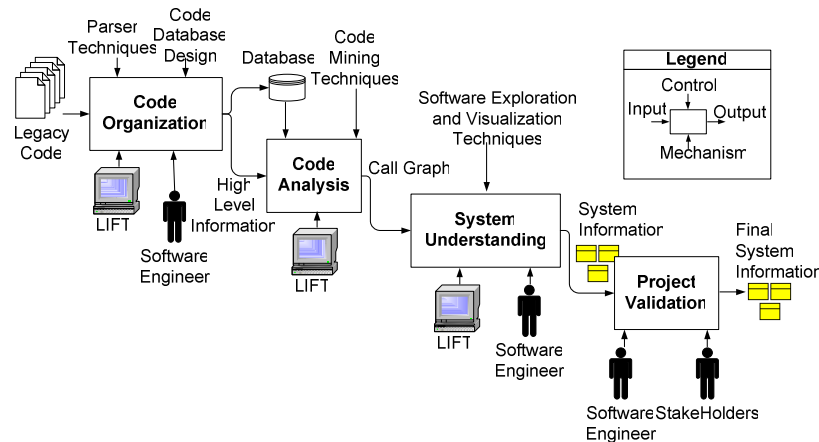 Parser
Techniques
Code
Database
Design
Database
Code
Mining
Techniques
Legacy
Code
Code
Organization
LIFT
Software
Engineer
High
Level
Information
Code
Analysis
LIFT
Call Graph
Software Exploration
and Visualization
Techniques
System
Understanding
LIFT
Software
Engineer
System
Information
Project
Validation
Software
Engineer
StakeHolders
Final
System
Information
Legend
Control
Input
Output
Mechanism